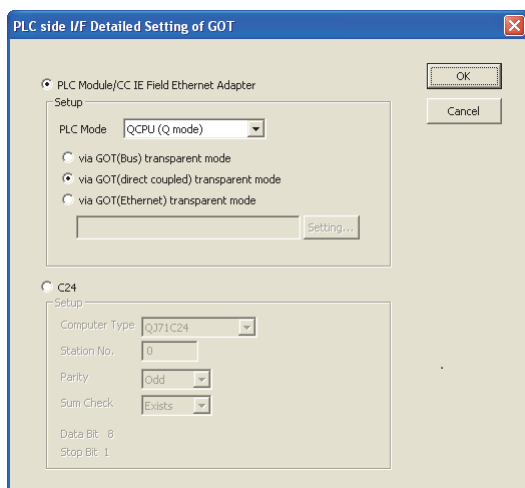 PLC side I/F Detailed Setting of GOT
PLC Module/CC IE Field Ethernet Adapter
OK
Cancel
Setup
PLC Mode QCPU (Q mode)
via GOT(Bus) transparent mode
via GOT(direct coupled) transparent mode
via GOT(Ethernet) transparent mode
Setting...
C24
Setup
Computer Type QJ71C24
Station No. 0
Parity Odd
Sum Check Exists
Data Bit 8
Stop Bit 1